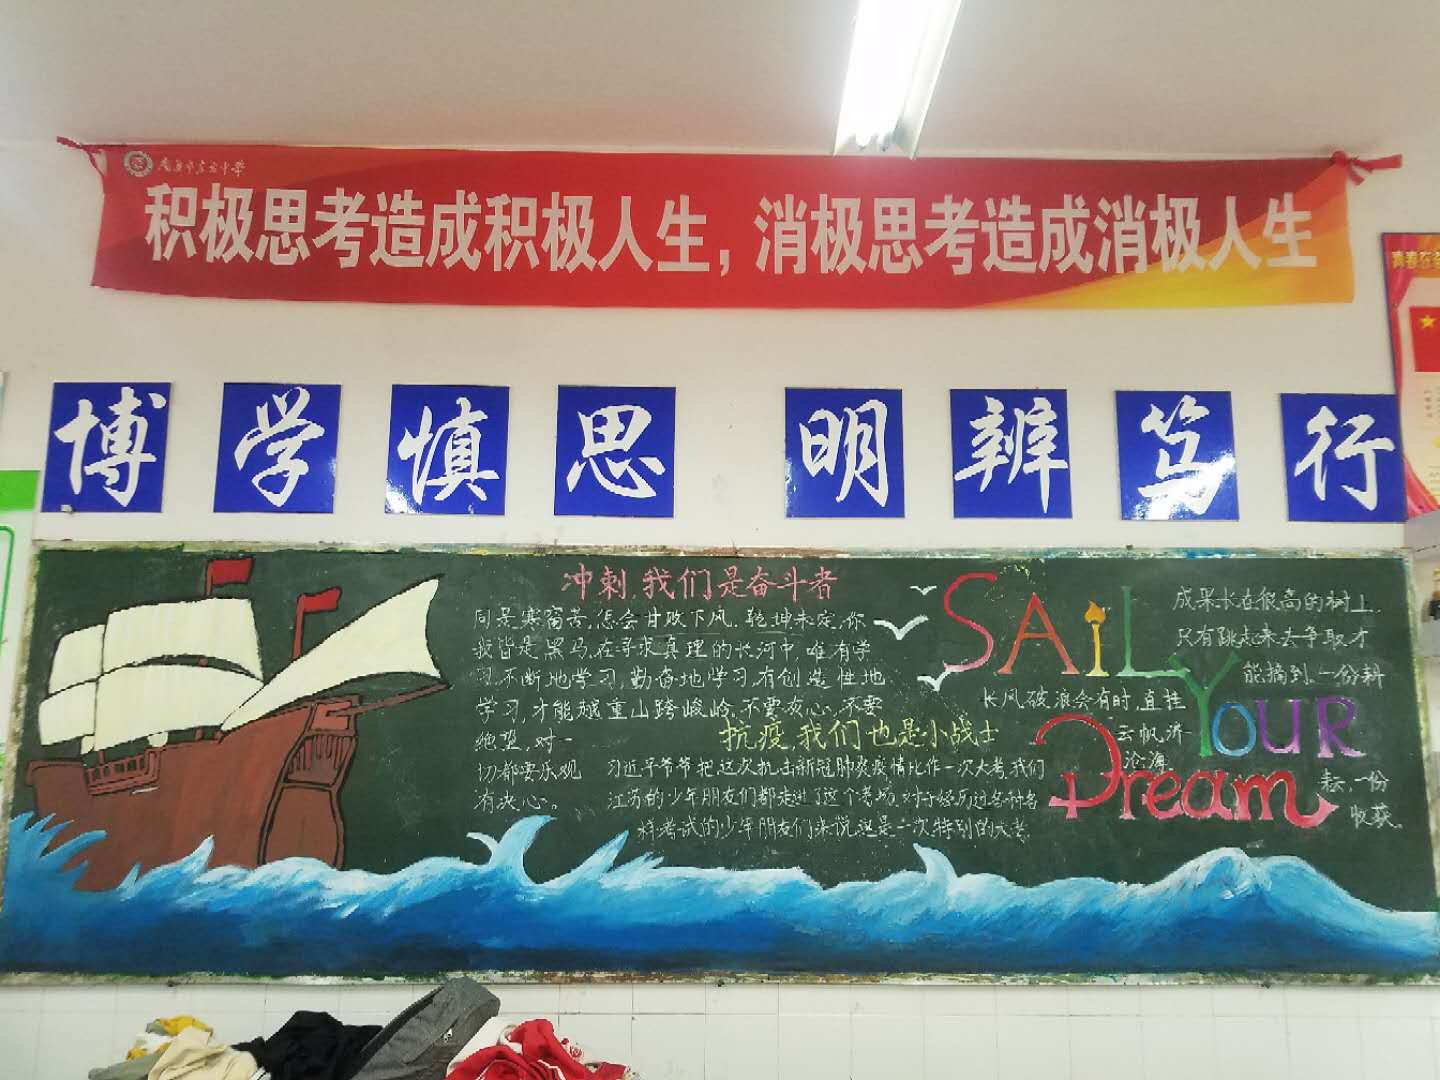 积极思考造成积极人生，消极思考造成消极人生
博学慎思 明辨笃行
冲刺，我们是奋斗者
同是寒窗苦，怎会甘败下风，乾坤未定，你
我皆是黑马，在寻求真理的长河中，唯有学
习，不断地学习，勤奋地学习，有创造性地
学习，才能越重山跨峻岭，不要灰心，不要
绝望，对一
切都要乐观
有决心。
抗疫，我们也是小战士
习近平爷爷把这次抗击新冠肺炎疫情比作一次大考，我们
江苏的少年朋友们都走进了这个考场，对于经历过各种各
样考试的少年朋友们来说这是一次特别的大考
SAiL
YOUR
Dream
长风破浪会有时，直挂
云帆济
沧海
成果长在很高的树上，
只有跳起来去争取才
能摘到，一份耕
耘，一份
收获。